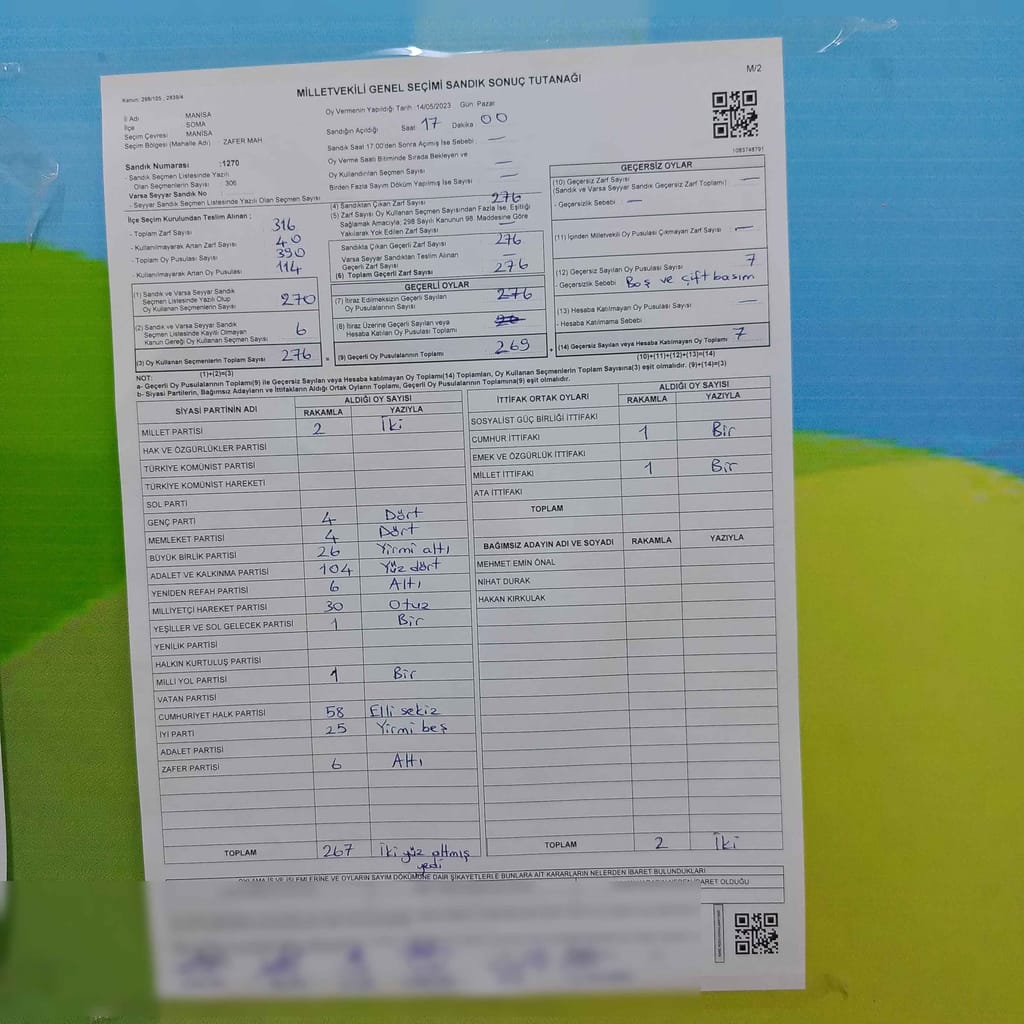 M/2
MİLLETVEKİLİ GENEL SEÇİMİ SANDIK SONUÇ TUTANAĞI
Kanun: 298/105 , 2839/4
Oy Vermenin Yapıldığı Tarih :14/05/2023 Gün: Pazar
İl Adı MANİSA
İlçe SOMA
Seçim Çevresi MANİSA
Seçim Bölgesi (Mahalle Adı) ZAFER MAH
Sandığın Açıldığı Saat 17 Dakika 00
Sandık Saat 17:00'den Sonra Açılmış İse Sebebi : —
Oy Verme Saati Bitiminde Sırada Bekleyen ve
Oy Kullandırılan Seçmen Sayısı —
Birden Fazla Sayım Döküm Yapılmış İse Sayısı —
1083748791
Sandık Numarası :1270
- Sandık Seçmen Listesinde Yazılı
Olan Seçmenlerin Sayısı 306
Varsa Seyyar Sandık No
- Seyyar Sandık Seçmen Listesinde Yazılı Olan Seçmen Sayısı
İlçe Seçim Kurulundan Teslim Alınan ;
- Toplam Zarf Sayısı 316
- Kullanılmayarak Artan Zarf Sayısı 40
- Toplam Oy Pusulası Sayısı 390
- Kullanılmayarak Artan Oy Pusulası 114
(1) Sandık ve Varsa Seyyar Sandık
Seçmen Listesinde Yazılı Olup
Oy Kullanan Seçmenlerin Sayısı 270
(2) Sandık ve Varsa Seyyar Sandık
Seçmen Listesinde Kayıtlı Olmayan
Kanun Gereği Oy Kullanan Seçmen Sayısı 6
(3) Oy Kullanan Seçmenlerin Toplam Sayısı 276
(1)+(2)=(3)
(4) Sandıktan Çıkan Zarf Sayısı 276
(5) Zarf Sayısı Oy Kullanan Seçmen Sayısından Fazla İse, Eşitliği
Sağlamak Amacıyla; 298 Sayılı Kanunun 98. Maddesine Göre
Yakılarak Yok Edilen Zarf Sayısı —
Sandıkta Çıkan Geçerli Zarf Sayısı 276
Varsa Seyyar Sandıktan Teslim Alınan
Geçerli Zarf Sayısı —
(6) Toplam Geçerli Zarf Sayısı 276
GEÇERLİ OYLAR
(7) İtiraz Edilmeksizin Geçerli Sayılan
Oy Pusulalarının Sayısı 276
(8) İtiraz Üzerine Geçerli Sayılan veya
Hesaba Katılan Oy Pusulası Toplamı
(9) Geçerli Oy Pusulalarının Toplamı 269
GEÇERSİZ OYLAR
(10) Geçersiz Zarf Sayısı —
(Sandık ve Varsa Seyyar Sandık Geçersiz Zarf Toplamı)
- Geçersizlik Sebebi : —
(11) İçinden Milletvekili Oy Pusulası Çıkmayan Zarf Sayısı —
(12) Geçersiz Sayılan Oy Pusulası Sayısı 7
- Geçersizlik Sebebi Boş ve çift basım
(13) Hesaba Katılmayan Oy Pusulası Sayısı —
- Hesaba Katılmama Sebebi :
(14) Geçersiz Sayılan veya Hesaba Katılmayan Oy Toplamı 7
(10)+(11)+(12)+(13)=(14)
NOT:
a- Geçerli Oy Pusulalarının Toplamı(9) ile Geçersiz Sayılan veya Hesaba katılmayan Oy Toplamı(14) Toplamları, Oy Kullanan Seçmenlerin Toplam Sayısına(3) eşit olmalıdır. (9)+(14)=(3)
b- Siyasi Partilerin, Bağımsız Adayların ve İttifakların Aldığı Ortak Oyların Toplamı, Geçerli Oy Pusulalarının Toplamına(9) eşit olmalıdır.
SİYASİ PARTİNİN ADI ALDIĞI OY SAYISI
RAKAMLA YAZIYLA
MİLLET PARTİSİ 2 İki
HAK VE ÖZGÜRLÜKLER PARTİSİ
TÜRKİYE KOMÜNİST PARTİSİ
TÜRKİYE KOMÜNİST HAREKETİ
SOL PARTİ
GENÇ PARTİ 4 Dört
MEMLEKET PARTİSİ 4 Dört
BÜYÜK BİRLİK PARTİSİ 26 Yirmi altı
ADALET VE KALKINMA PARTİSİ 104 Yüz dört
YENİDEN REFAH PARTİSİ 6 Altı
MİLLİYETÇİ HAREKET PARTİSİ 30 Otuz
YEŞİLLER VE SOL GELECEK PARTİSİ 1 Bir
YENİLİK PARTİSİ
HALKIN KURTULUŞ PARTİSİ
MİLLİ YOL PARTİSİ 1 Bir
VATAN PARTİSİ
CUMHURİYET HALK PARTİSİ 58 Elli sekiz
İYİ PARTİ 25 Yirmi beş
ADALET PARTİSİ
ZAFER PARTİSİ 6 Altı
TOPLAM 267 İki yüz altmış
yedi
İTTİFAK ORTAK OYLARI ALDIĞI OY SAYISI
RAKAMLA YAZIYLA
SOSYALİST GÜÇ BİRLİĞİ İTTİFAKI
CUMHUR İTTİFAKI 1 Bir
EMEK VE ÖZGÜRLÜK İTTİFAKI
MİLLET İTTİFAKI 1 Bir
ATA İTTİFAKI
TOPLAM
BAĞIMSIZ ADAYIN ADI VE SOYADI RAKAMLA YAZIYLA
MEHMET EMİN ÖNAL
NİHAT DURAK
HAKAN KIRKULAK
TOPLAM 2 İki
OYLAMA İŞ VE İŞLEMLERİNE VE OYLARIN SAYIM DÖKÜMÜNE DAİR ŞİKAYETLERLE BUNLARA AİT KARARLARIN NELERDEN İBARET BULUNDUKLARI